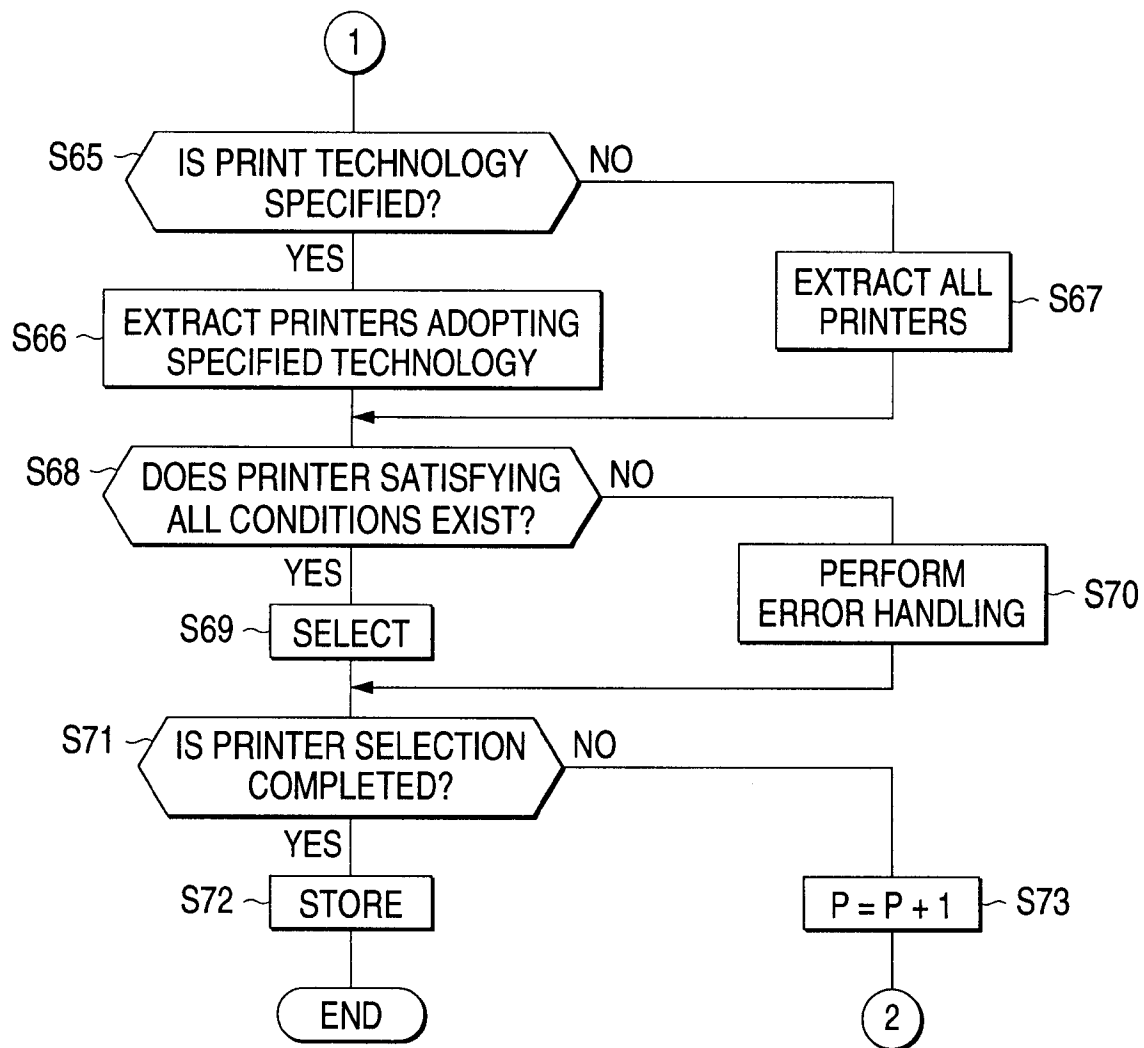 1
S65
IS PRINT TECHNOLOGY
SPECIFIED?
NO
YES
S66
EXTRACT PRINTERS ADOPTING
SPECIFIED TECHNOLOGY
EXTRACT ALL
PRINTERS
S67
S68
DOES PRINTER SATISFYING
ALL CONDITIONS EXIST?
NO
YES
S69
SELECT
PERFORM
ERROR HANDLING
S70
S71
IS PRINTER SELECTION
COMPLETED?
NO
YES
S72
STORE
P = P + 1
S73
END
2